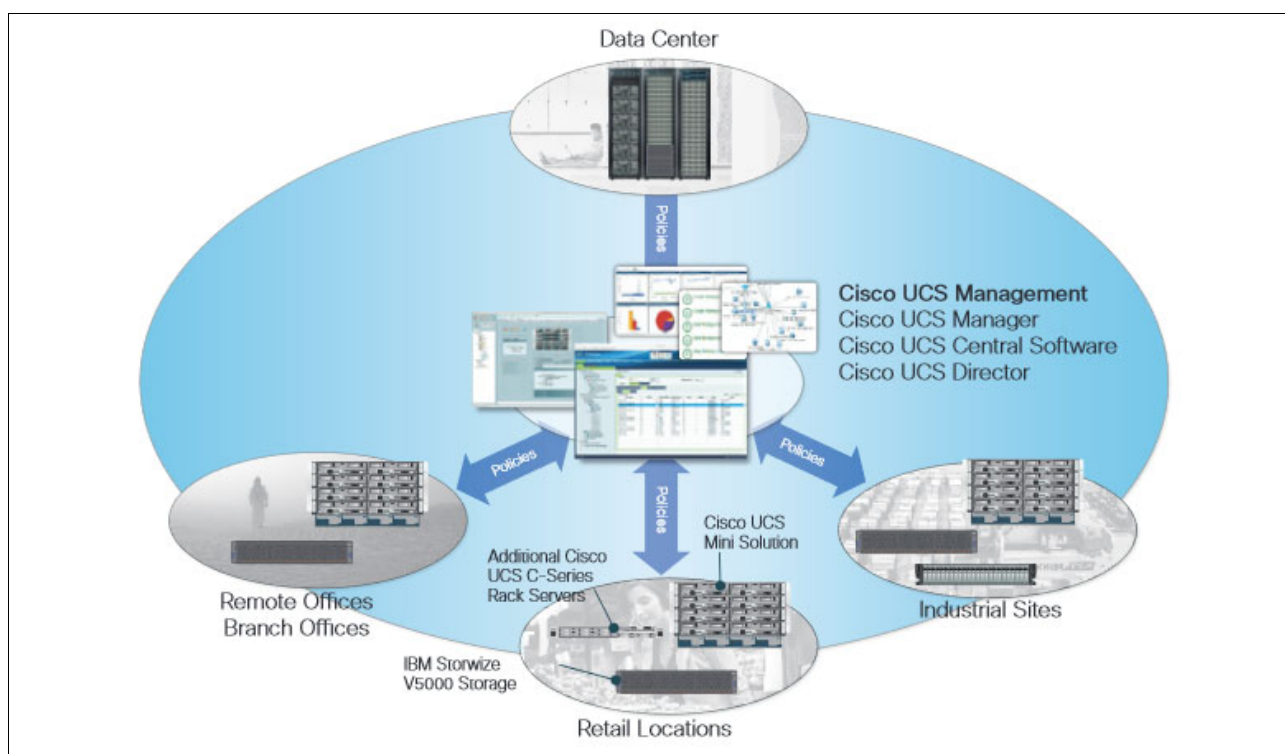 Data Center
Policies
Cisco UCS Management
Cisco UCS Manager
Cisco UCS Central Software
Cisco UCS Director
Policies
Policies
Policies
Cisco UCS
Mini Solution
Additional Cisco
UCS C-Series
Rack Servers
Remote Offices
Branch Offices
Industrial Sites
IBM Storwize
V5000 Storage
Retail Locations